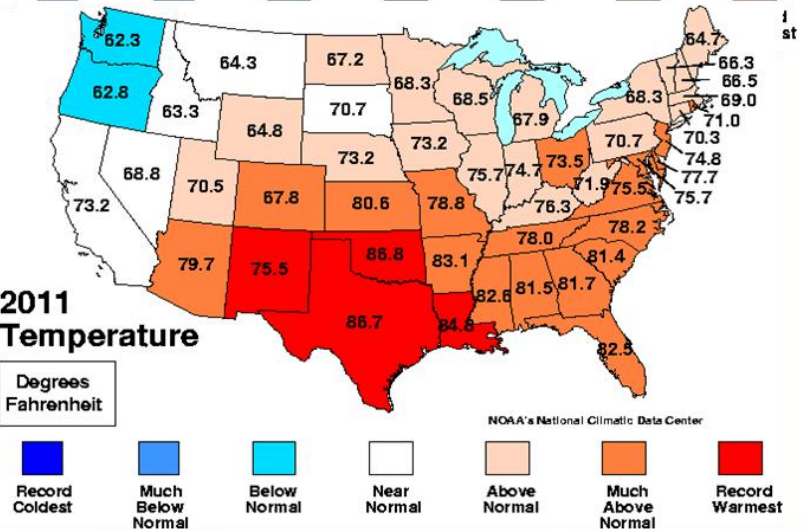 st
62.3
64.3
67.2
64.7
66.3
66.5
69.0
71.0
70.3
74.8
77.7
75.7
62.8
63.3
70.7
68.3
68.5
67.9
68.3
64.8
73.2
70.7
68.8
70.5
73.2
75.7
74.7
73.5
71.9
75.5
73.2
67.8
80.6
78.8
76.3
78.2
79.7
75.5
86.8
83.1
78.0
81.4
86.7
84.8
82.6
81.5
81.7
82.5
2011
Temperature
Degrees
Fahrenheit
NOAA's National Climatic Data Center
Record
Coldest
Much
Below
Normal
Below
Normal
Near
Normal
Above
Normal
Much
Above
Normal
Record
Warmest